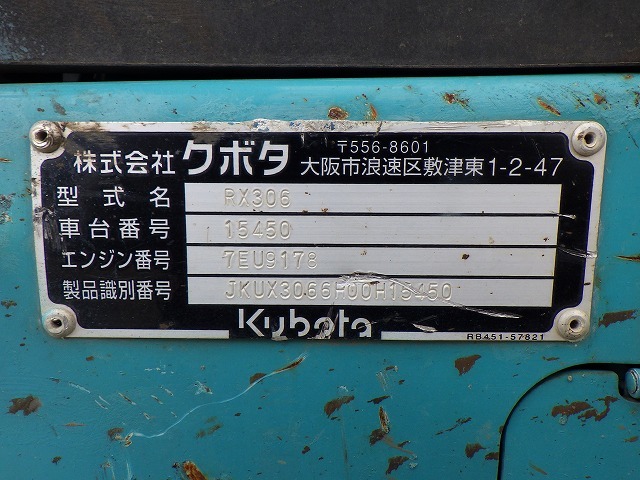 株式会社クボタ 〒556-8601
大阪市浪速区敷津東1-2-47
型式名 RX306
車台番号 15450
エンジン番号 7EU9178
製品識別番号 JKUX3066H00H15450
Kubota
RB451-57821